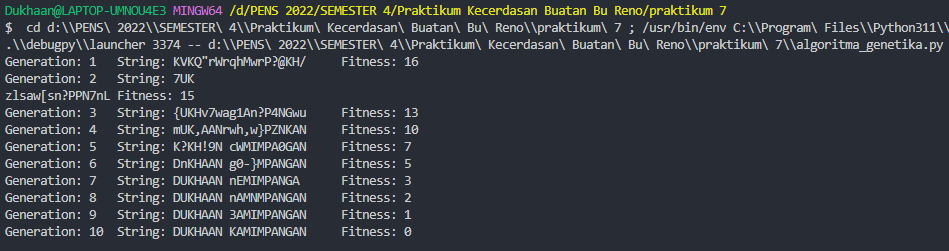 Dukhaan@LAPTOP-UMNOU4E3 MINGW64 /d/PENS 2022/SEMESTER 4/Praktikum Kecerdasan Buatan Bu Reno/praktikum 7
$  cd d:\\PENS\ 2022\\SEMESTER\ 4\\Praktikum\ Kecerdasan\ Buatan\ Bu\ Reno\\praktikum\ 7 ; /usr/bin/env C:\\Program\ Files\\Python311\\
.\\debugpy\\launcher 3374 -- d:\\PENS\ 2022\\SEMESTER\ 4\\Praktikum\ Kecerdasan\ Buatan\ Bu\ Reno\\praktikum\ 7\\algoritma_genetika.py
Generation: 1   String: KVKQ"rWrqhMwrP?@KH/     Fitness: 16
Generation: 2   String: 7UK
zlsaw[sn?PPN7nL Fitness: 15
Generation: 3   String: {UKHv7wag1An?P4NGwu     Fitness: 13
Generation: 4   String: mUK,AANrwh,w}PZNKAN     Fitness: 10
Generation: 5   String: K?KH!9N cWMIMPA0GAN     Fitness: 7
Generation: 6   String: DnKHAAN g0-}MPANGAN     Fitness: 5
Generation: 7   String: DUKHAAN nEMIMPANGA      Fitness: 3
Generation: 8   String: DUKHAAN nAMNMPANGAN     Fitness: 2
Generation: 9   String: DUKHAAN 3AMIMPANGAN     Fitness: 1
Generation: 10  String: DUKHAAN KAMIMPANGAN     Fitness: 0